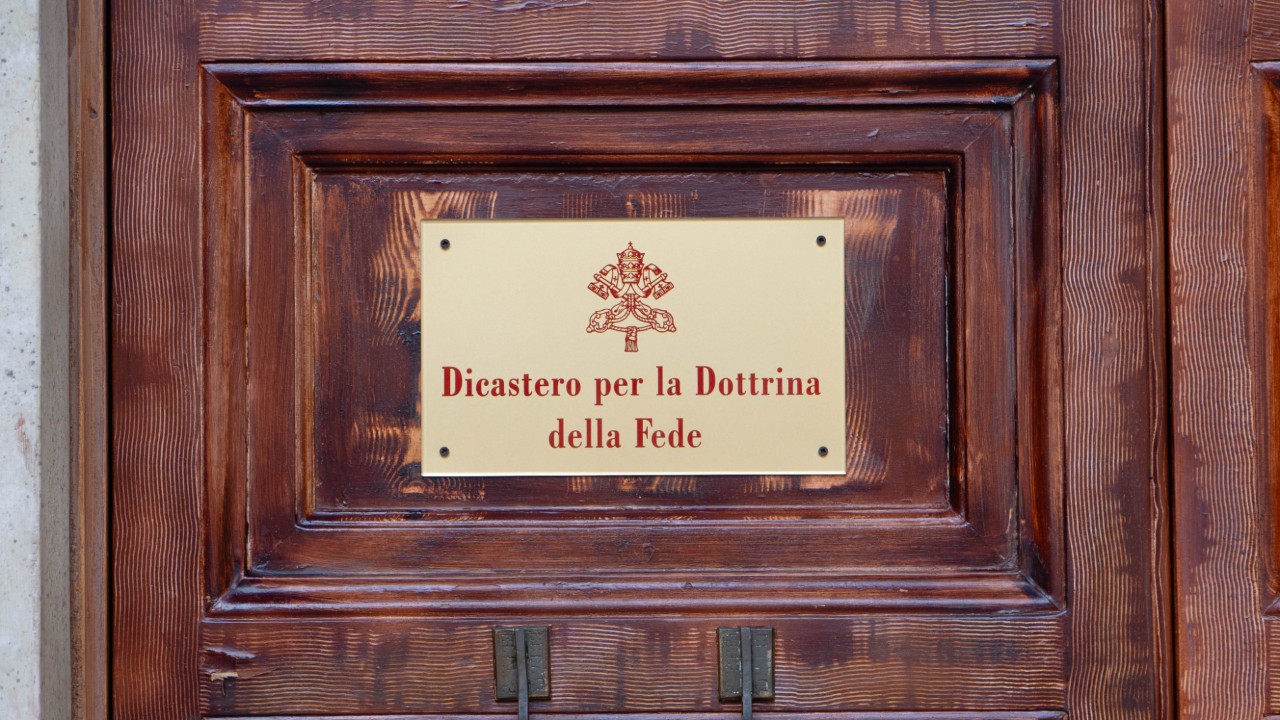 Dicastero per la Dottrina
della Fede